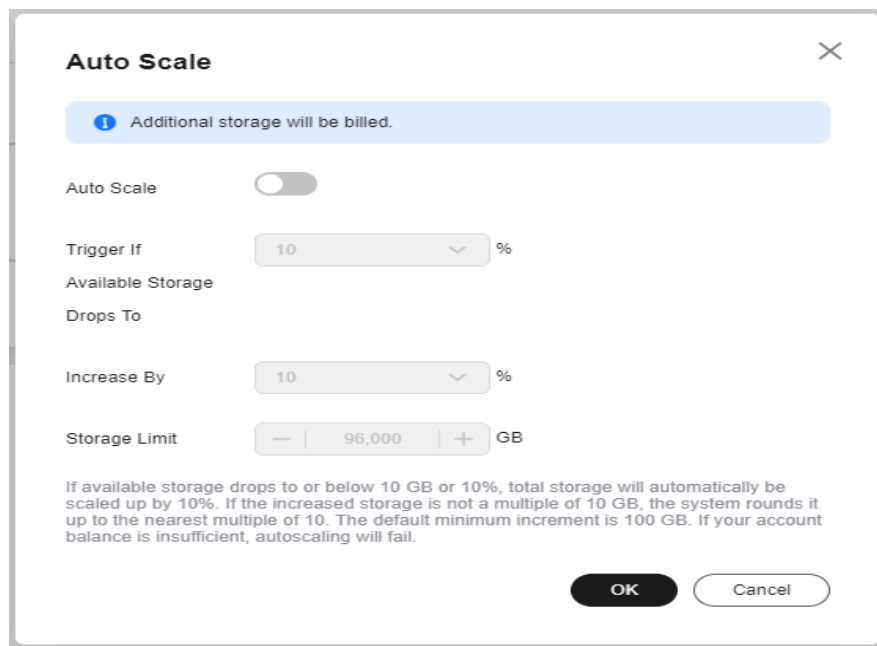 Auto Scale
Additional storage will be billed.
Auto Scale
Trigger If
Available Storage
Drops To
10
%
Increase By
10
%
Storage Limit
96,000
GB
If available storage drops to or below 10 GB or 10%, total storage will automatically be
scaled up by 10%. If the increased storage is not a multiple of 10 GB, the system rounds it
up to the nearest multiple of 10. The default minimum increment is 100 GB. If your account
balance is insufficient, autoscaling will fail.
OK
Cancel